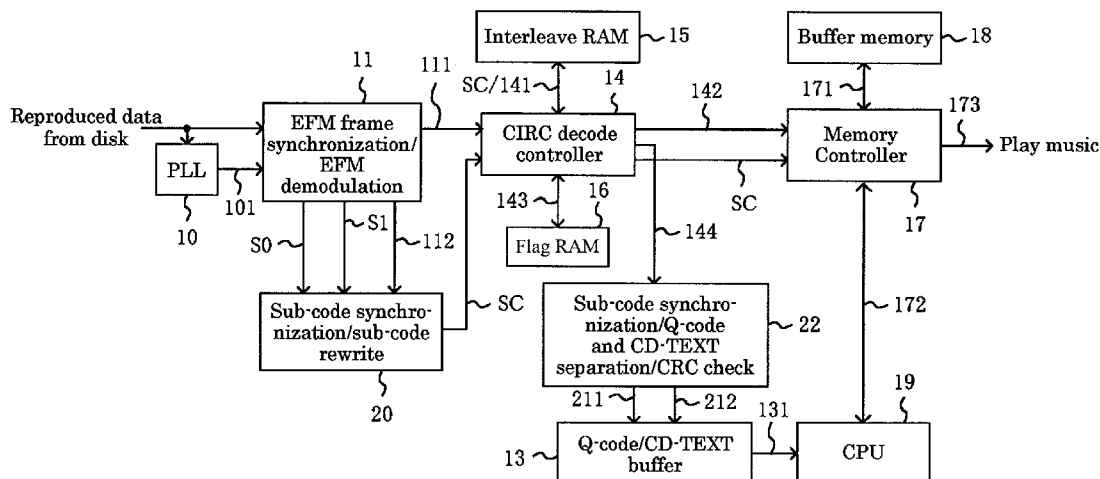 Interleave RAM
15
Buffer memory
18
11
111
SC/141
14
142
171
173
Reproduced data
from disk
EFM frame
synchronization/
EFM
demodulation
CIRC decode
controller
Memory
Controller
Play music
PLL
101
10
143
16
SC
17
S0
S1
112
Flag RAM
144
SC
Sub-code synchro-
nization/sub-code
rewrite
20
Sub-code synchro-
nization/Q-code
and CD-TEXT
separation/CRC check
22
172
211
212
19
13
Q-code/CD-TEXT
buffer
131
CPU